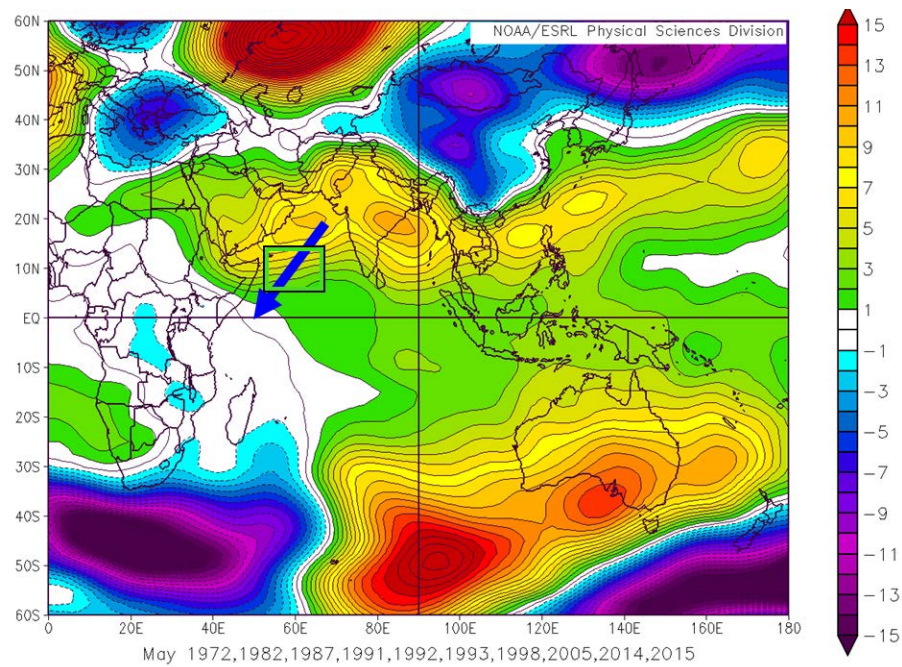 NOAA/ESRL Physical Sciences Division
60N
50N
40N
30N
20N
10N
EQ
10S
20S
30S
40S
50S
60S
0
20E
40E
60E
80E
100E
120E
140E
160E
180
15
13
11
9
7
5
3
1
-1
-3
-5
-7
-9
-11
-13
-15
May 1972,1982,1987,1991,1992,1993,1998,2005,2014,2015